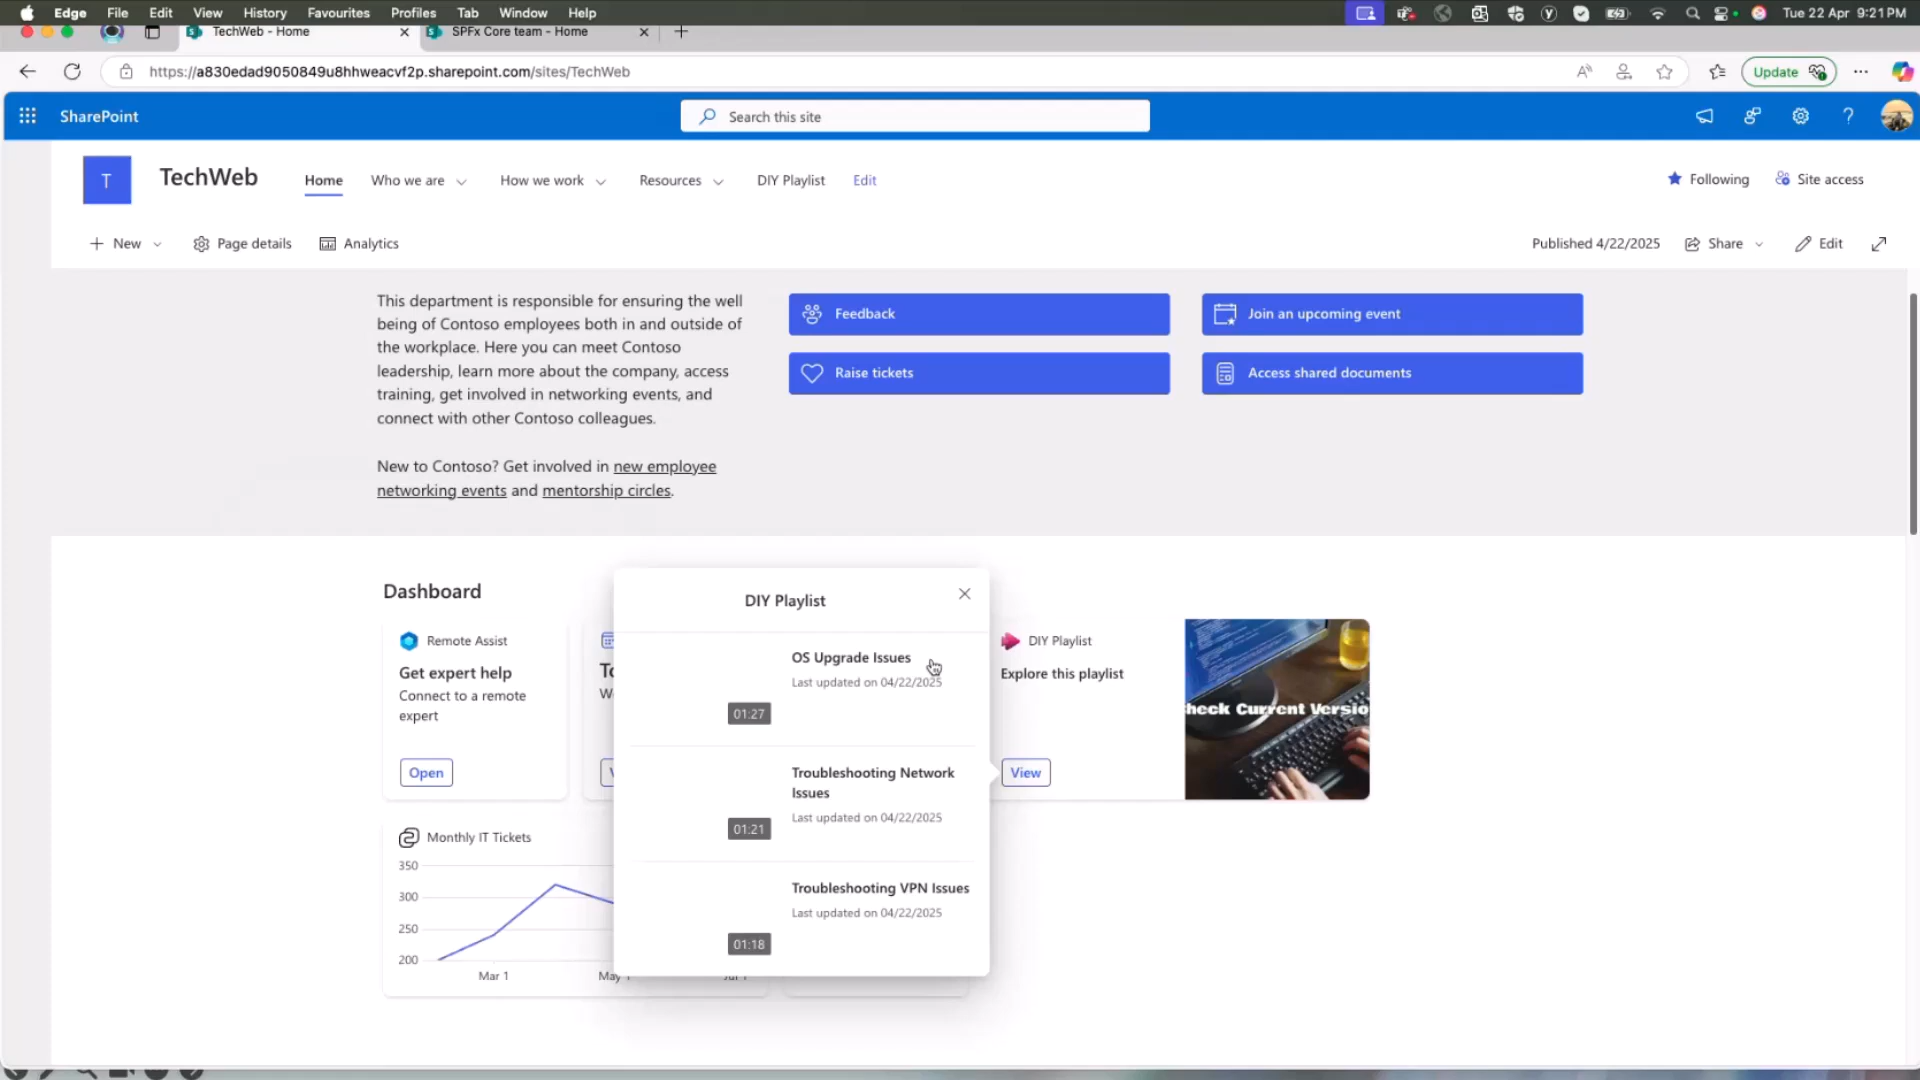 Edge File Edit View History Favourites Profiles Tab Window Help
Tue 22 Apr 9:21 PM
TechWeb - Home
SPFx Core team - Home
https://a830edad9050849u8hhweacvf2p.sharepoint.com/sites/TechWeb
Update
SharePoint
Search this site
T
TechWeb
Home
Who we are
How we work
Resources
DIY Playlist
Edit
Following
Site access
New
Page details
Analytics
Published 4/22/2025
Share
Edit
This department is responsible for ensuring the well
being of Contoso employees both in and outside of
the workplace. Here you can meet Contoso
leadership, learn more about the company, access
training, get involved in networking events, and
connect with other Contoso colleagues.
New to Contoso? Get involved in new employee
networking events and mentorship circles.
Feedback
Join an upcoming event
Raise tickets
Access shared documents
Dashboard
Remote Assist
Get expert help
Connect to a remote
expert
Open
DIY Playlist
OS Upgrade Issues
Last updated on 04/22/2025
01:27
Troubleshooting Network
Issues
Last updated on 04/22/2025
01:21
Troubleshooting VPN Issues
Last updated on 04/22/2025
01:18
DIY Playlist
Explore this playlist
View
heck Current Versio
Monthly IT Tickets
350
300
250
200
Mar 1
May